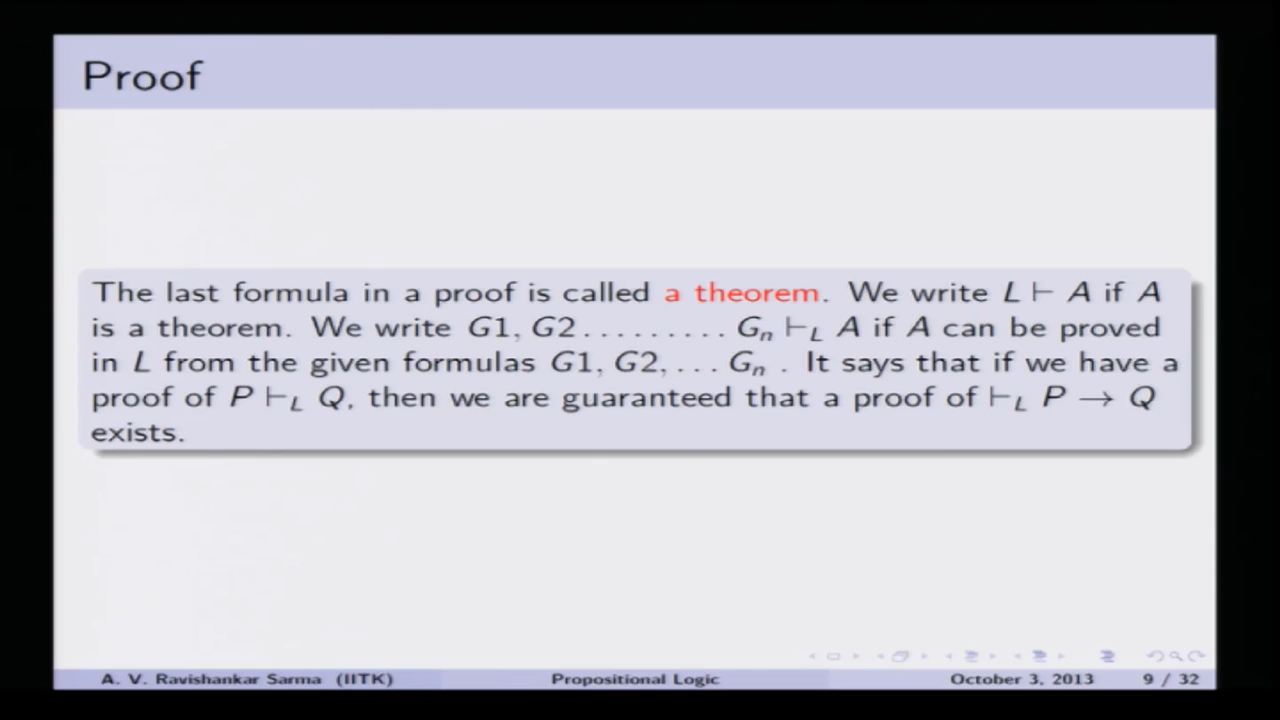 Proof
The last formula in a proof is called a theorem. We write L ⊢ A if A
is a theorem. We write G1, G2 . . . . . . . . . Gₙ ⊢_L A if A can be proved
in L from the given formulas G1, G2, . . . Gₙ . It says that if we have a
proof of P ⊢_L Q, then we are guaranteed that a proof of ⊢_L P → Q
exists.
A. V. Ravishankar Sarma (IITK) Propositional Logic October 3, 2013 9 / 32